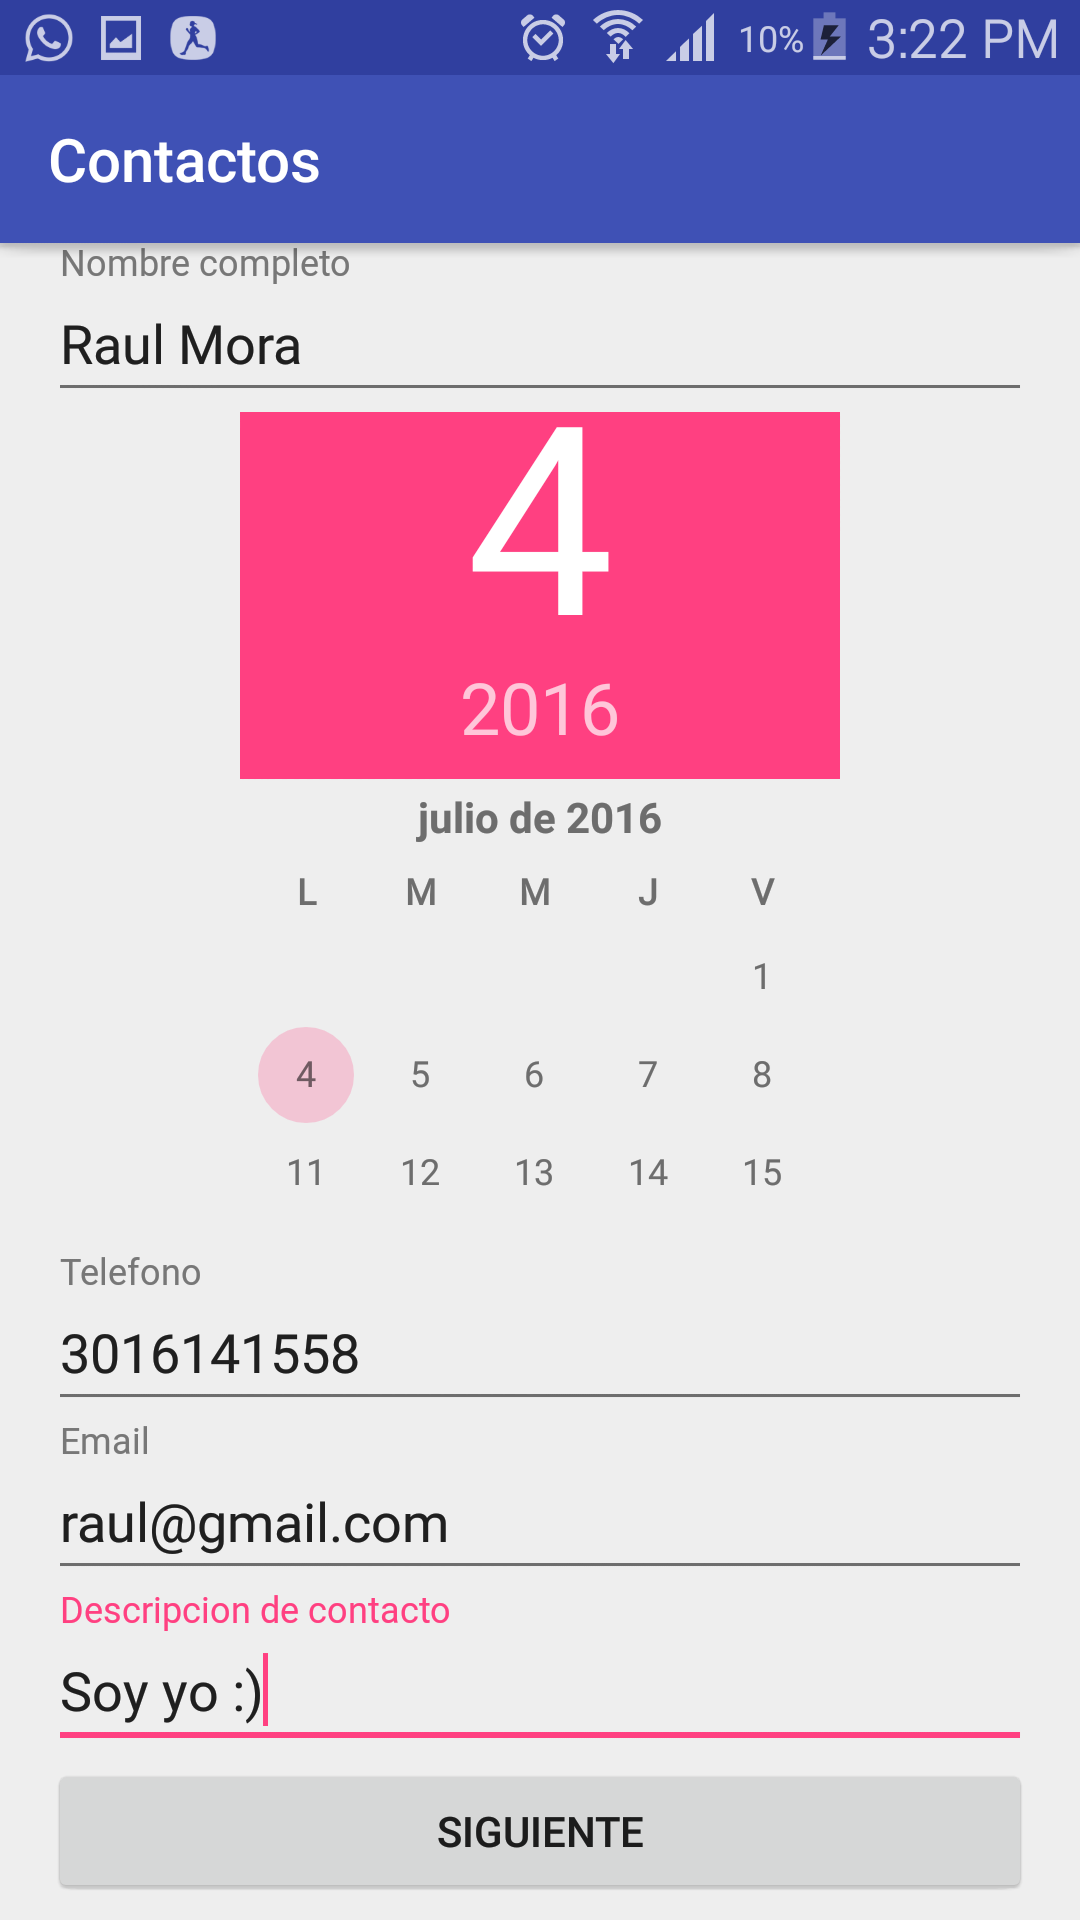 10% 3:22 PM
Contactos
Nombre completo
Raul Mora
4
2016
julio de 2016
L M M J V
1
4 5 6 7 8
11 12 13 14 15
Telefono
3016141558
Email
raul@gmail.com
Descripcion de contacto
Soy yo :)
SIGUIENTE